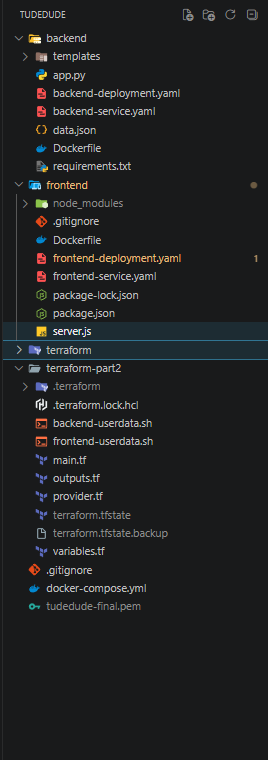 TUDEDUDE
backend
templates
app.py
backend-deployment.yaml
backend-service.yaml
data.json
Dockerfile
requirements.txt
frontend
node_modules
.gitignore
Dockerfile
frontend-deployment.yaml 1
frontend-service.yaml
package-lock.json
package.json
server.js
terraform
terraform-part2
.terraform
.terraform.lock.hcl
backend-userdata.sh
frontend-userdata.sh
main.tf
outputs.tf
provider.tf
terraform.tfstate
terraform.tfstate.backup
variables.tf
.gitignore
docker-compose.yml
tudedude-final.pem